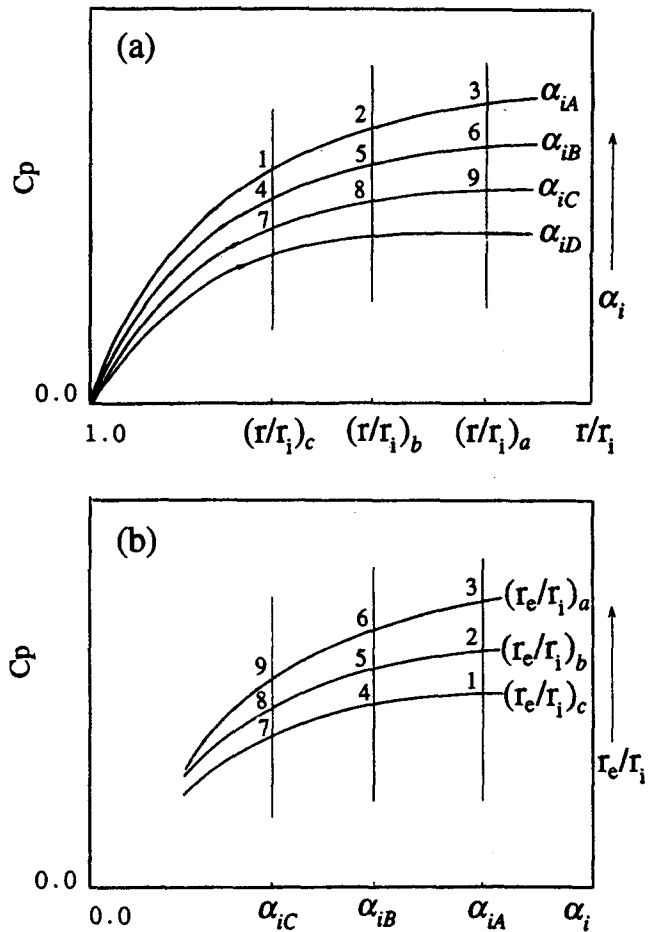 (a)
Cp
3
α_iA
2
6
α_iB
1
5
9
α_iC
4
8
7
α_iD
α_i
0.0
1.0
(r/r_i)_c
(r/r_i)_b
(r/r_i)_a
r/r_i
(b)
Cp
3
(r_e/r_i)_a
6
2
(r_e/r_i)_b
9
5
1
(r_e/r_i)_c
8
4
7
r_e/r_i
0.0
0.0
α_iC
α_iB
α_iA
α_i